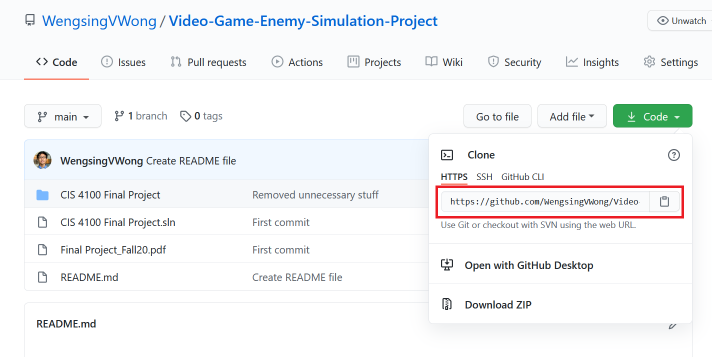 WengsingVWong / Video-Game-Enemy-Simulation-Project
Unwatch
Code Issues Pull requests Actions Projects Wiki Security Insights Settings
main 1 branch 0 tags Go to file Add file Code
WengsingVWong Create README file
CIS 4100 Final Project Removed unnecessary stuff
CIS 4100 Final Project.sln First commit
Final Project_Fall20.pdf First commit
README.md Create README file
README.md
Clone
HTTPS SSH GitHub CLI
https://github.com/WengsingVWong/Video
Use Git or checkout with SVN using the web URL.
Open with GitHub Desktop
Download ZIP